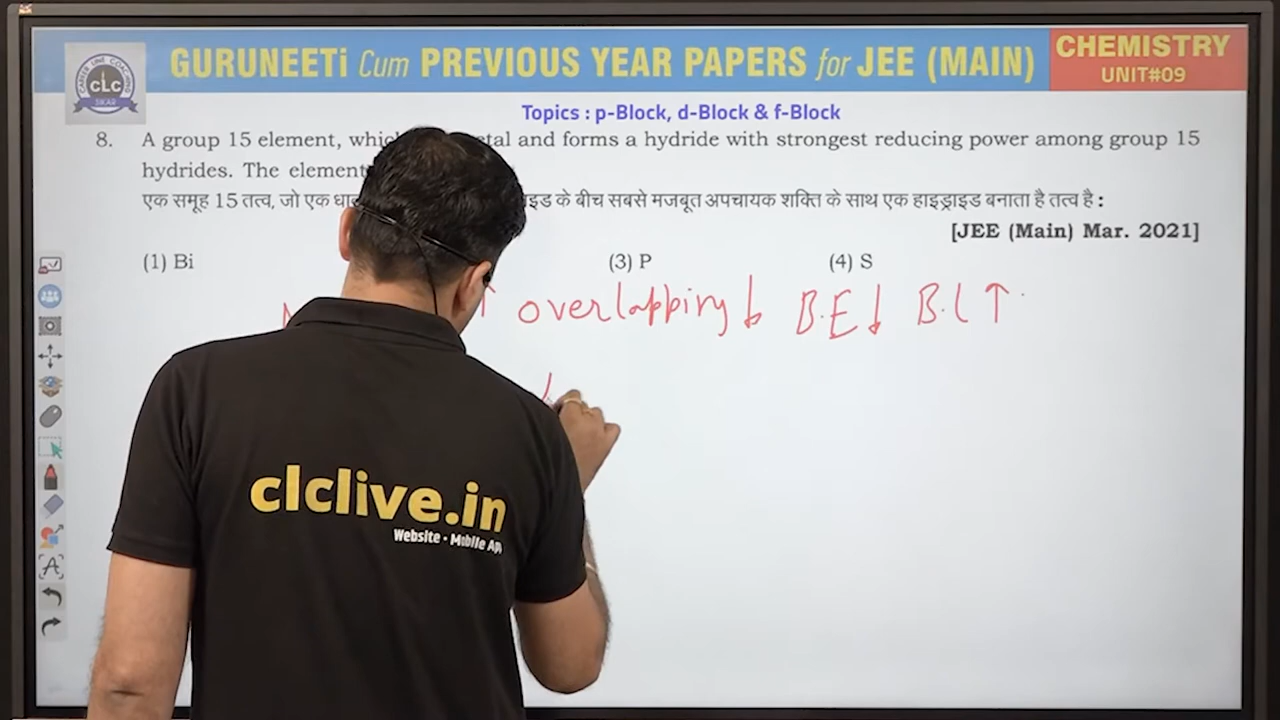 GURUNEETi Cum PREVIOUS YEAR PAPERS for JEE (MAIN)
CHEMISTRY
UNIT#09
CLC
SIKAR
Topics : p-Block, d-Block & f-Block
8. A group 15 element, which tal and forms a hydride with strongest reducing power among group 15
hydrides. The element
एक समूह 15 तत्व, जो एक इड के बीच सबसे मजबूत अपचायक शक्ति के साथ एक हाइड्राइड बनाता है तत्व है :
[JEE (Main) Mar. 2021]
(1) Bi (3) P (4) S
↑ overlapping ↓ B.E ↓ B.L ↑
clclive.in
Website • Mobile App